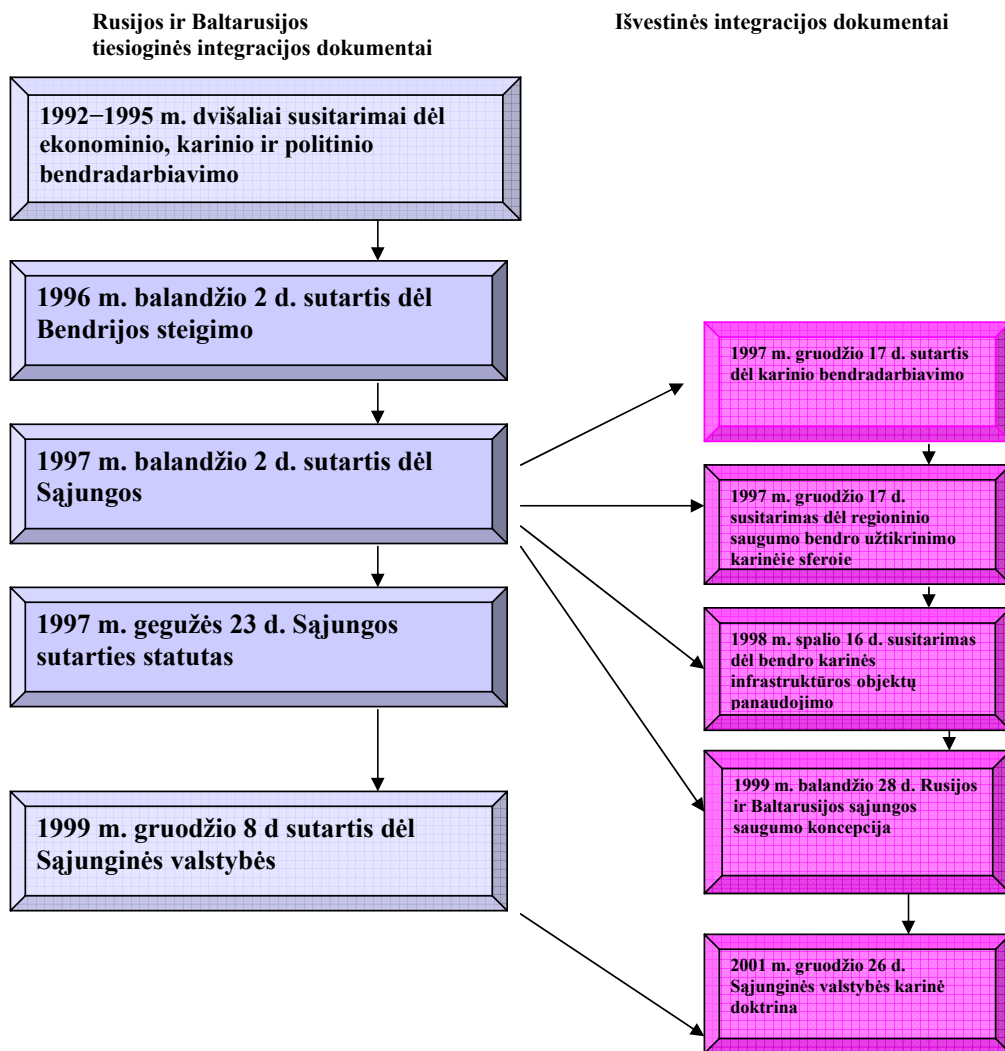 Rusijos ir Baltarusijos
tiesioginės integracijos dokumentai
Išvestinės integracijos dokumentai
1992−1995 m. dvišaliai susitarimai dėl
ekonominio, karinio ir politinio
bendradarbiavimo
1996 m. balandžio 2 d. sutartis dėl
Bendrijos steigimo
1997 m. balandžio 2 d. sutartis dėl
Sąjungos
1997 m. gegužės 23 d. Sąjungos
sutarties statutas
1999 m. gruodžio 8 d sutartis dėl
Sąjunginės valstybės
1997 m. gruodžio 17 d. sutartis
dėl karinio bendradarbiavimo
1997 m. gruodžio 17 d.
susitarimas dėl regioninio
saugumo bendro užtikrinimo
karinėje sferoje
1998 m. spalio 16 d. susitarimas
dėl bendro karinės
infrastruktūros objektų
panaudojimo
1999 m. balandžio 28 d. Rusijos
ir Baltarusijos sąjungos
saugumo koncepcija
2001 m. gruodžio 26 d.
Sąjunginės valstybės karinė
doktrina